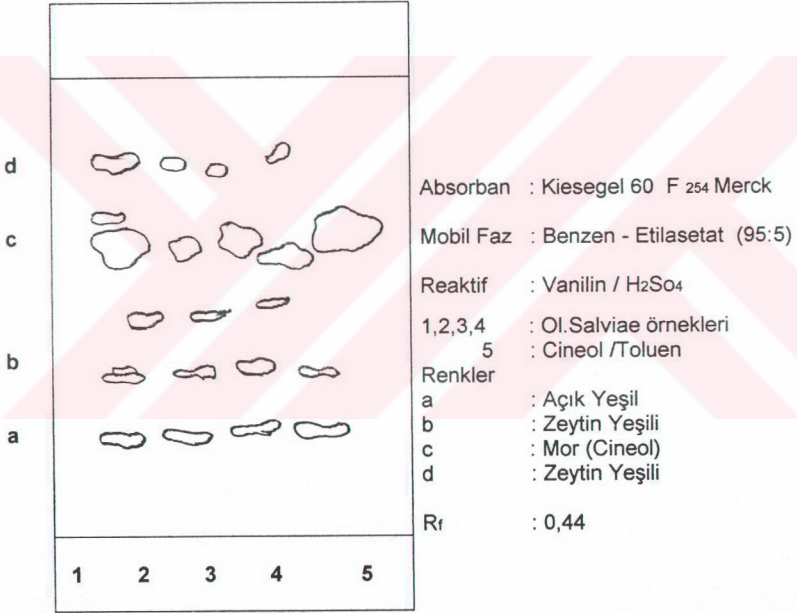 d
c
b
a
1 2 3 4 5
Absorban : Kiesegel 60 F 254 Merck
Mobil Faz : Benzen - Etilasetat (95:5)
Reaktif : Vanilin / H2So4
1,2,3,4 : Ol.Salviae örnekleri
5 : Cineol /Toluen
Renkler
a : Açık Yeşil
b : Zeytin Yeşili
c : Mor (Cineol)
d : Zeytin Yeşili
Rf : 0,44